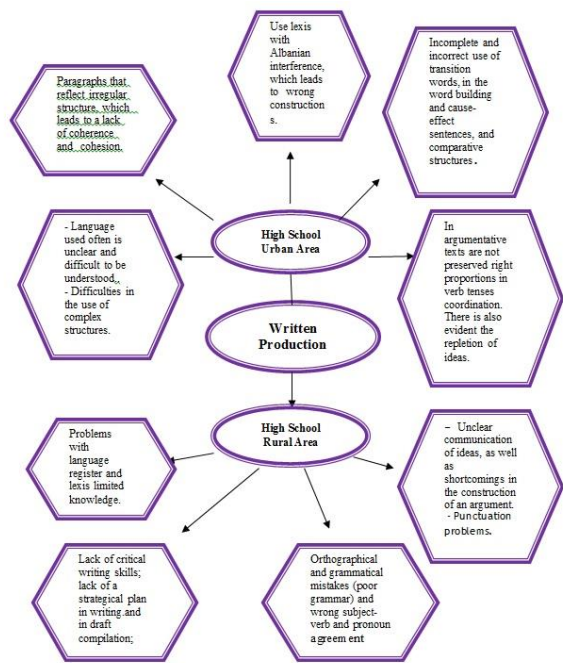 Use lexis
with
Albanian
interference,
which leads
to wrong
construction
s.
Paragraphs that
reflect irregular
structure, which
leads to a lack
of coherence
and cohesion.
Incomplete and
incorrect use of
transition
words, in the
word building
and cause-
effect
sentences, and
comparative
structures.
High School
Urban Area
- Language
used often is
unclear and
difficult to be
understood,
- Difficulties in
the use of
complex
structures.
In
argumentative
texts are not
preserved right
proportions in
verb tenses
coordination.
There is also
evident the
repletion of
ideas.
Written
Production
High School
Rural Area
Problems
with
language
register and
lexis limited
knowledge.
– Unclear
communication
of ideas, as well
as
shortcomings in
the construction
of an argument.
- Punctuation
problems.
Lack of critical
writing skills;
lack of a
strategical plan
in writing.and
in draft
compilation;
Orthographical
and grammatical
mistakes (poor
grammar) and
wrong subject-
verb and pronoun
agreem ent